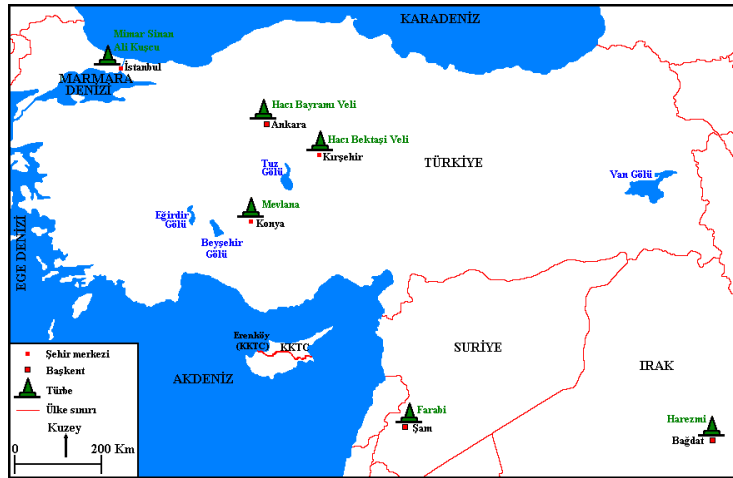 KARADENİZ
Mimar Sinan
Ali Kuşçu
İstanbul
MARMARA
DENİZİ
Hacı Bayramı Veli
Ankara
Hacı Bektaşi Veli
Kırşehir
TÜRKİYE
Tuz
Gölü
Van Gölü
Mevlana
Konya
Eğirdir
Gölü
Beyşehir
Gölü
EGE DENİZİ
Erenköy
(KKTC)
KKTC
SURİYE
IRAK
AKDENİZ
Farabi
Şam
Harezmi
Bağdat
Şehir merkezi
Başkent
Türbe
Ülke sınırı
Kuzey
0 200 Km